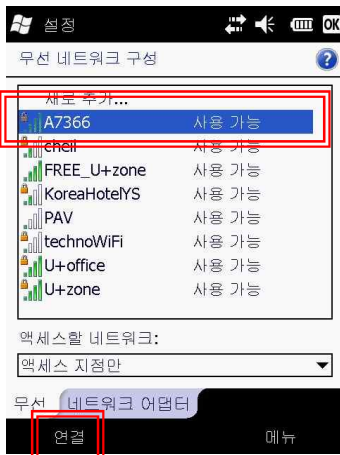 설정 OK
무선 네트워크 구성 ?
새로 추가...
A7366 사용 가능
cheil 사용 가능
FREE_U+zone 사용 가능
KoreaHotelYS 사용 가능
PAV 사용 가능
technoWiFi 사용 가능
U+office 사용 가능
U+zone 사용 가능
액세스할 네트워크:
액세스 지점만
무선 네트워크 어댑터
연결 메뉴